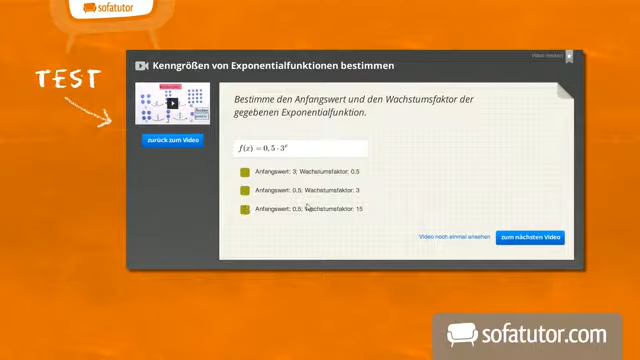 sofatutor
Video merken
TEST
Kenngrößen von Exponentialfunktionen bestimmen
Bestimme den Anfangswert und den Wachstumsfaktor der
gegebenen Exponentialfunktion.
zurück zum Video
f(x) = 0,5 · 3^x
Anfangswert: 3; Wachstumsfaktor: 0.5
Anfangswert: 0,5; Wachstumsfaktor: 3
Anfangswert: 0,5; Wachstumsfaktor: 15
Video noch einmal ansehen
zum nächsten Video
sofatutor.com